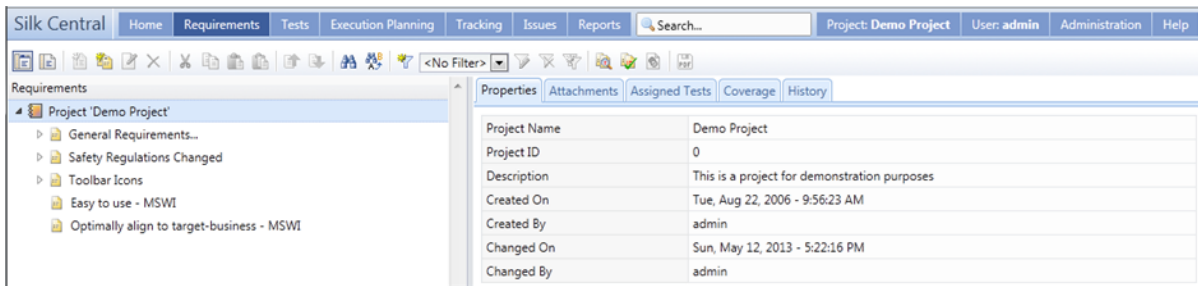 Silk Central Home Requirements Tests Execution Planning Tracking Issues Reports Search... Project: Demo Project User: admin Administration Help
<No Filter>
Requirements
Properties Attachments Assigned Tests Coverage History
Project 'Demo Project'
General Requirements...
Safety Regulations Changed
Toolbar Icons
Easy to use - MSWI
Optimally align to target-business - MSWI
Project Name Demo Project
Project ID 0
Description This is a project for demonstration purposes
Created On Tue, Aug 22, 2006 - 9:56:23 AM
Created By admin
Changed On Sun, May 12, 2013 - 5:22:16 PM
Changed By admin